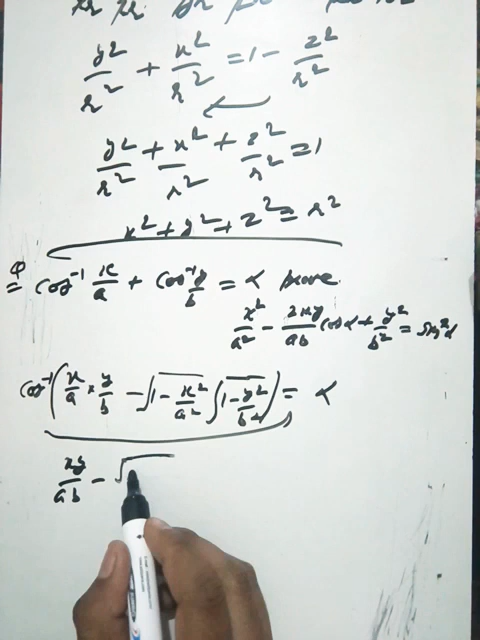 y²/r² + x²/r² = 1 - z²/r²
y²/r² + x²/r² + z²/r² = 1
x² + y² + z² = r²
Q cos⁻¹ x/a + cos⁻¹ y/b = α prove
x²/a² - 2xy/ab cos α + y²/b² = sin²α
cos⁻¹(x/a × y/b - √1 - x²/a² √1 - y²/b²) = α
xy/ab - √